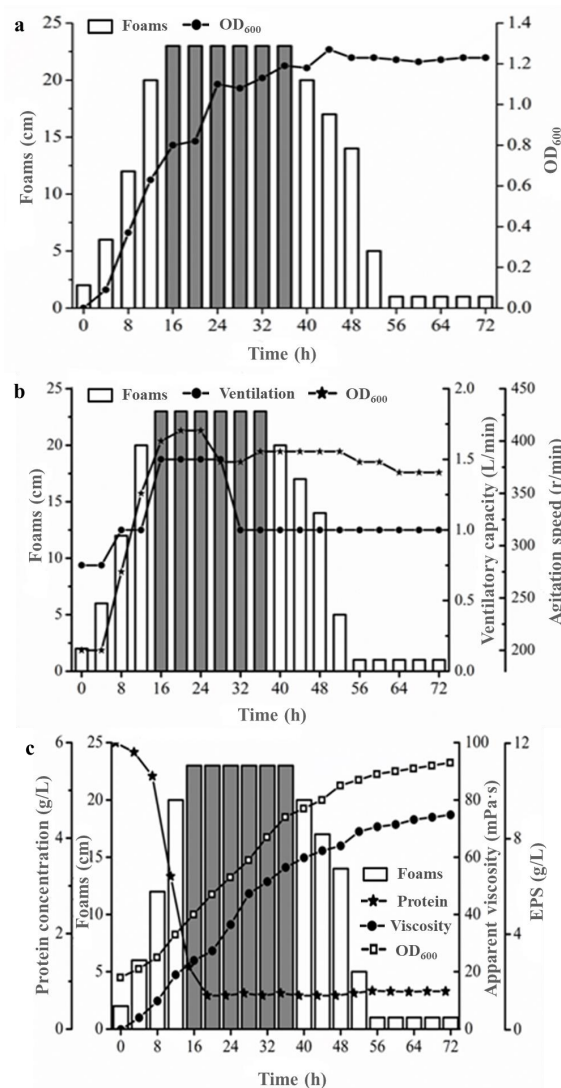 a
Foams
OD600
25
20
15
10
5
0
Foams (cm)
1.4
1.2
1.0
0.8
0.6
0.4
0.2
0.0
OD600
0 8 16 24 32 40 48 56 64 72
Time (h)
b
Foams
Ventilation
OD600
25
20
15
10
5
0
Foams (cm)
2.0
1.5
1.0
0.5
0.0
Ventilatory capacity (L/min)
450
400
350
300
250
200
Agitation speed (r/min)
0 8 16 24 32 40 48 56 64 72
Time (h)
c
6
4
2
0
Protein concentration (g/L)
25
20
15
10
5
0
Foams (cm)
100
80
60
40
20
0
Apparent viscosity (mPa·s)
12
8
4
0
EPS (g/L)
Foams
Protein
Viscosity
OD600
0 8 16 24 32 40 48 56 64 72
Time (h)